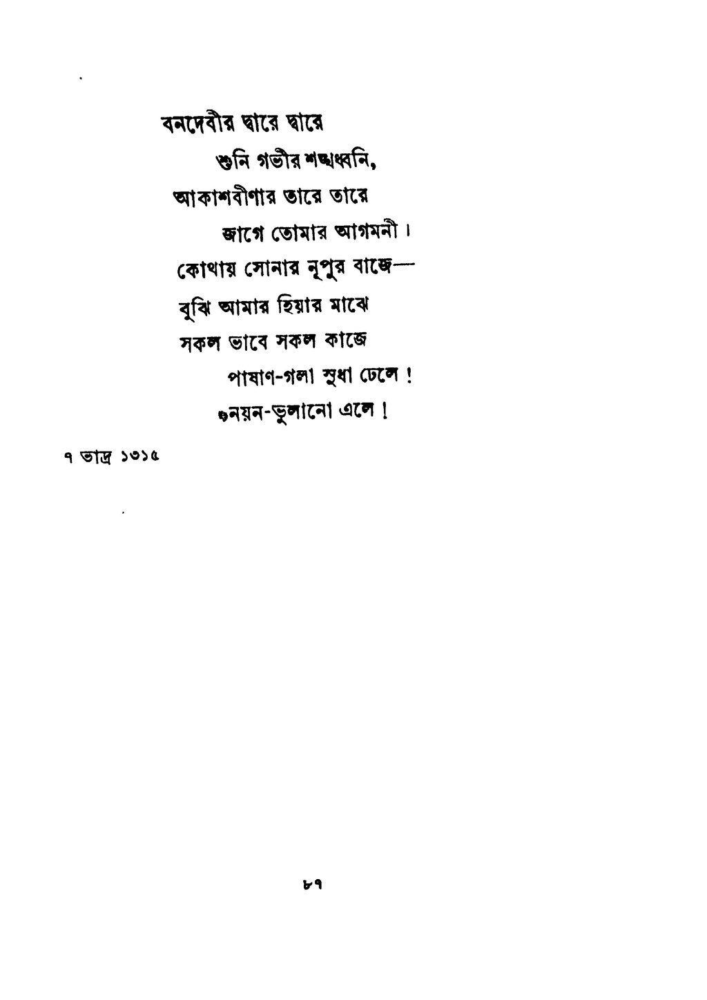 বনদেবীর দ্বারে দ্বারে
শুনি গভীর শঙ্খধ্বনি,
আকাশবীণার তারে তারে
জাগে তোমার আগমনী।
কোথায় সোনার নূপুর বাজে—
বুঝি আমার হিয়ার মাঝে
সকল ভাবে সকল কাজে
পাষাণ-গলা সুধা ঢেলে!
নয়ন-ভুলানো এলে!
৭ ভাদ্র ১৩১৫
৮৭